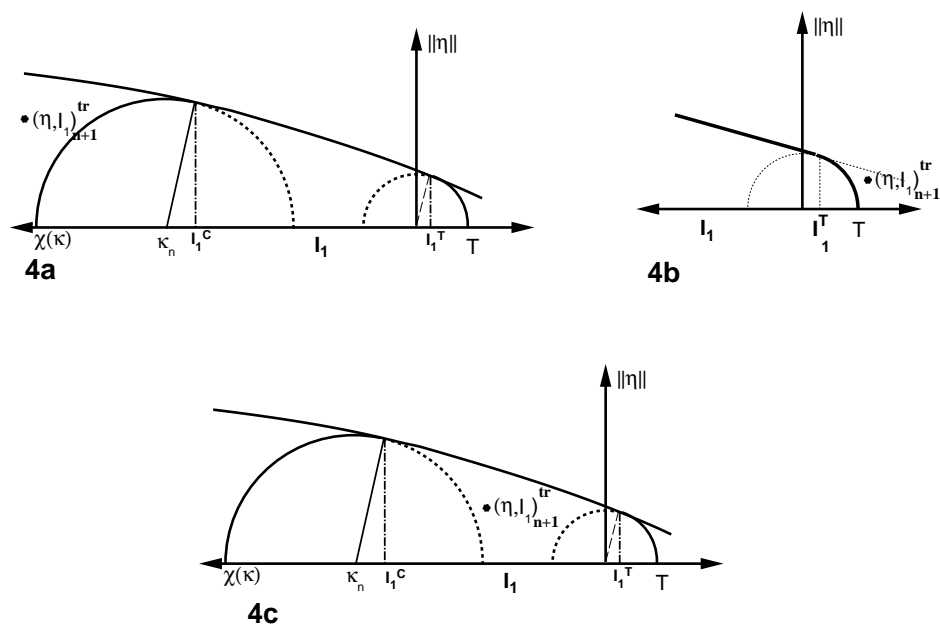 ||η||
(η,I₁)ₙ₊₁ᵗʳ
χ(κ)
κₙ
I₁ᶜ
I₁
I₁ᵀ
T
4a
||η||
(η,I₁)ₙ₊₁ᵗʳ
I₁
I₁ᵀ
T
4b
||η||
(η,I₁)ₙ₊₁ᵗʳ
χ(κ)
κₙ
I₁ᶜ
I₁
I₁ᵀ
T
4c